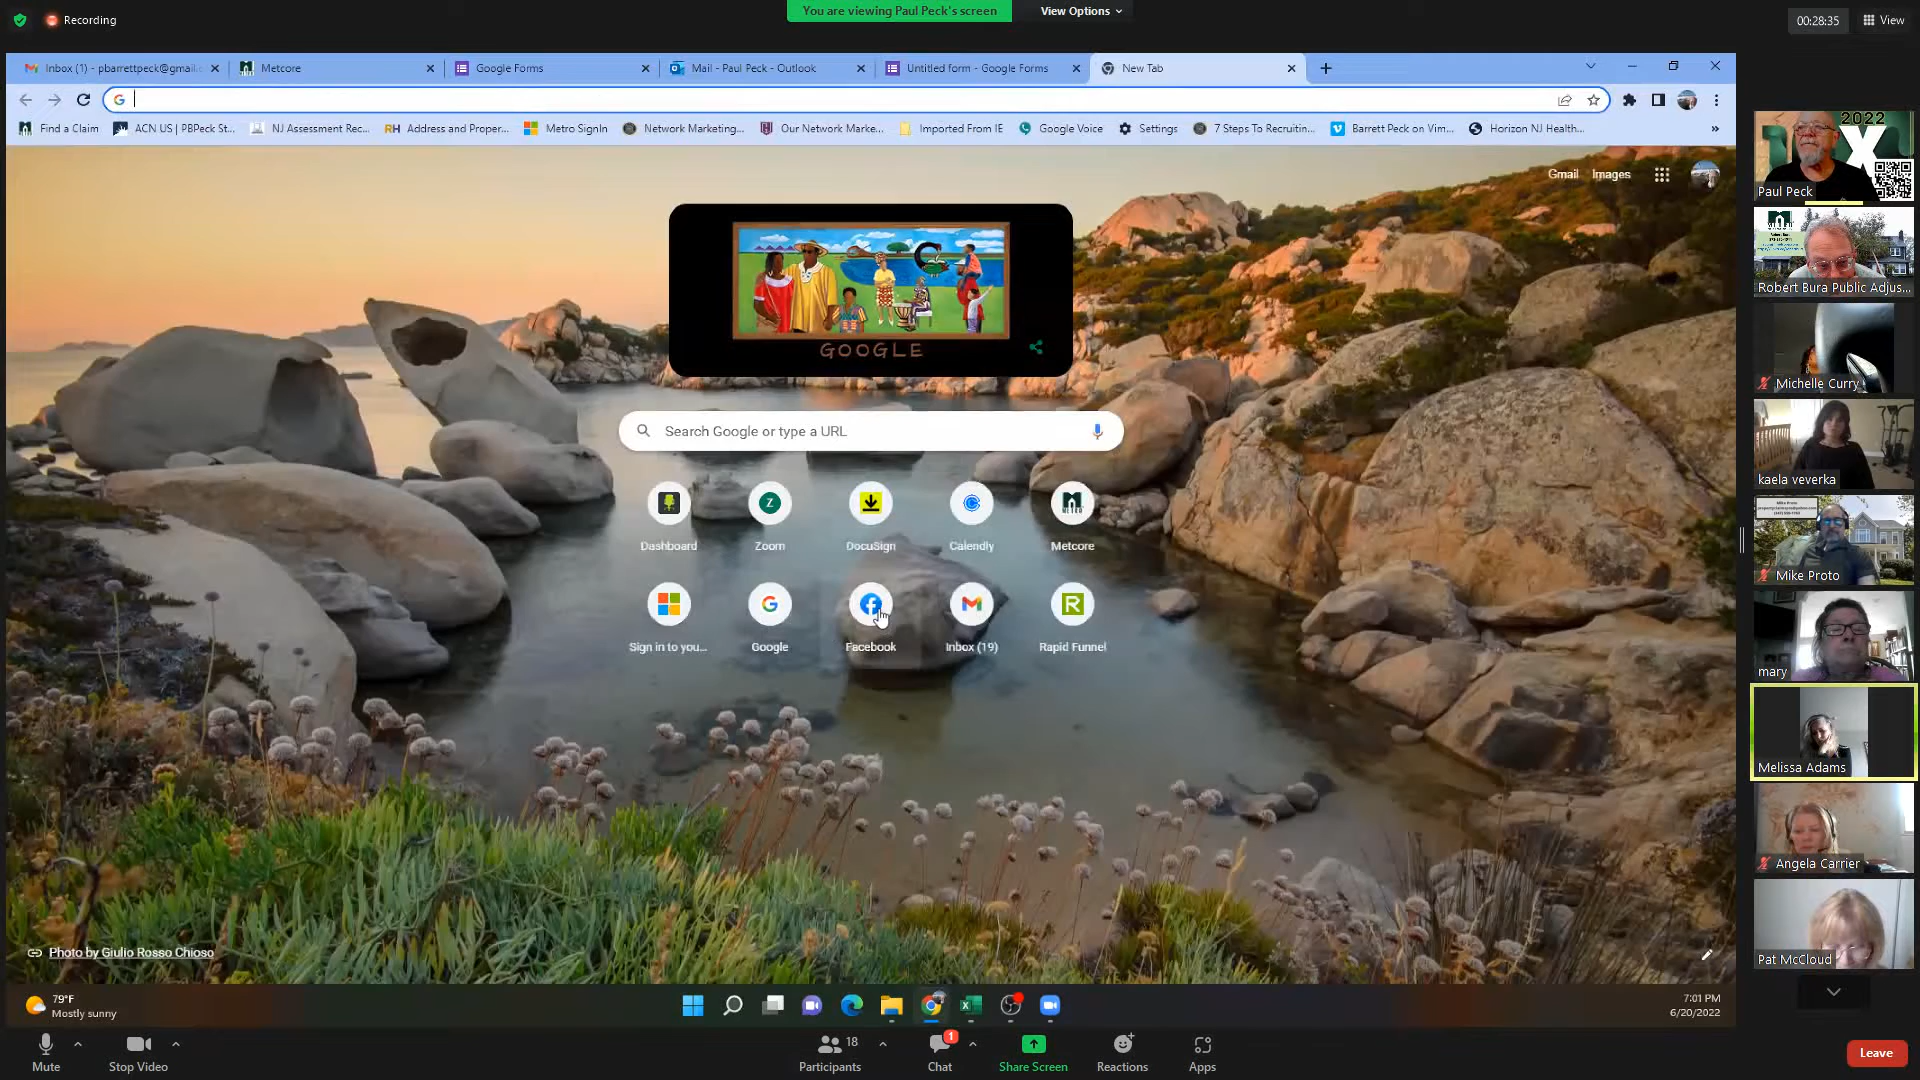 Recording
You are viewing Paul Peck's screen
View Options
00:28:35
View
Inbox (1) - pbarrettpeck@gmail.
Metcore
Google Forms
Mail - Paul Peck - Outlook
Untitled form - Google Forms
New Tab
Find a Claim
ACN US | PBPeck St...
NJ Assessment Rec...
RH Address and Proper...
Metro SignIn
Network Marketing...
Our Network Marke...
Imported From IE
Google Voice
Settings
7 Steps To Recruitin...
Barrett Peck on Vim...
Horizon NJ Health...
»
Gmail
Images
GOOGLE
Search Google or type a URL
Dashboard
Zoom
DocuSign
Calendly
Metcore
Sign in to you...
Google
Facebook
Inbox (19)
Rapid Funnel
Photo by Giulio Rosso Chioso
79°F
Mostly sunny
7:01 PM
6/20/2022
2022
Paul Peck
Robert Bura Public Adjus...
Michelle Curry
kaela veverka
Mike Proto
Mike Proto
mary
Melissa Adams
Angela Carrier
Pat McCloud
Mute
Stop Video
18
Participants
1
Chat
Share Screen
Reactions
Apps
Leave